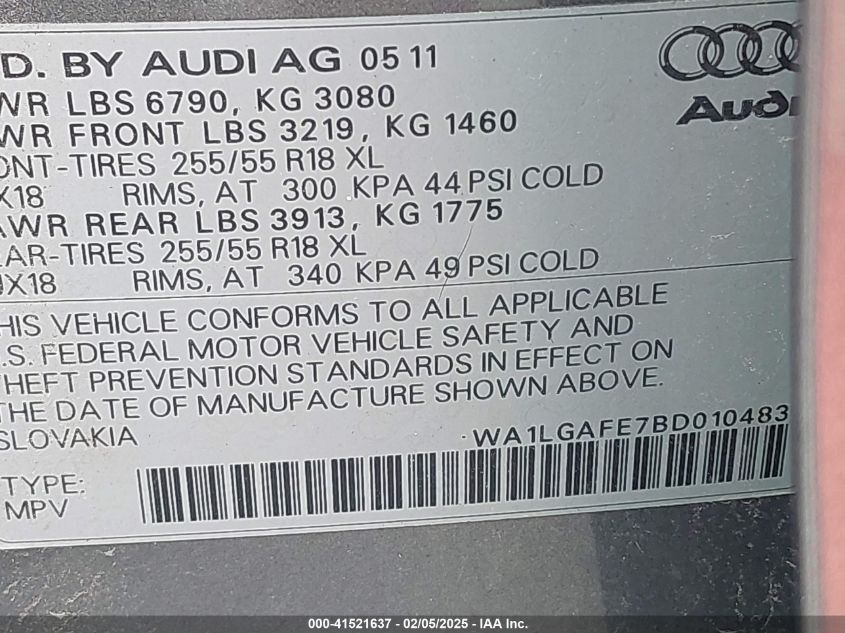 D. BY AUDI AG 05 11
WR LBS 6790, KG 3080
WR FRONT LBS 3219, KG 1460
ONT-TIRES 255/55 R18 XL
X18 RIMS, AT 300 KPA 44 PSI COLD
AWR REAR LBS 3913, KG 1775
EAR-TIRES 255/55 R18 XL
JX18 RIMS, AT 340 KPA 49 PSI COLD
HIS VEHICLE CONFORMS TO ALL APPLICABLE
.S. FEDERAL MOTOR VEHICLE SAFETY AND
THEFT PREVENTION STANDARDS IN EFFECT ON
THE DATE OF MANUFACTURE SHOWN ABOVE.
SLOVAKIA WA1LGAFE7BD010483
TYPE:
MPV
Audi
000-41521637 - 02/05/2025 - IAA Inc.